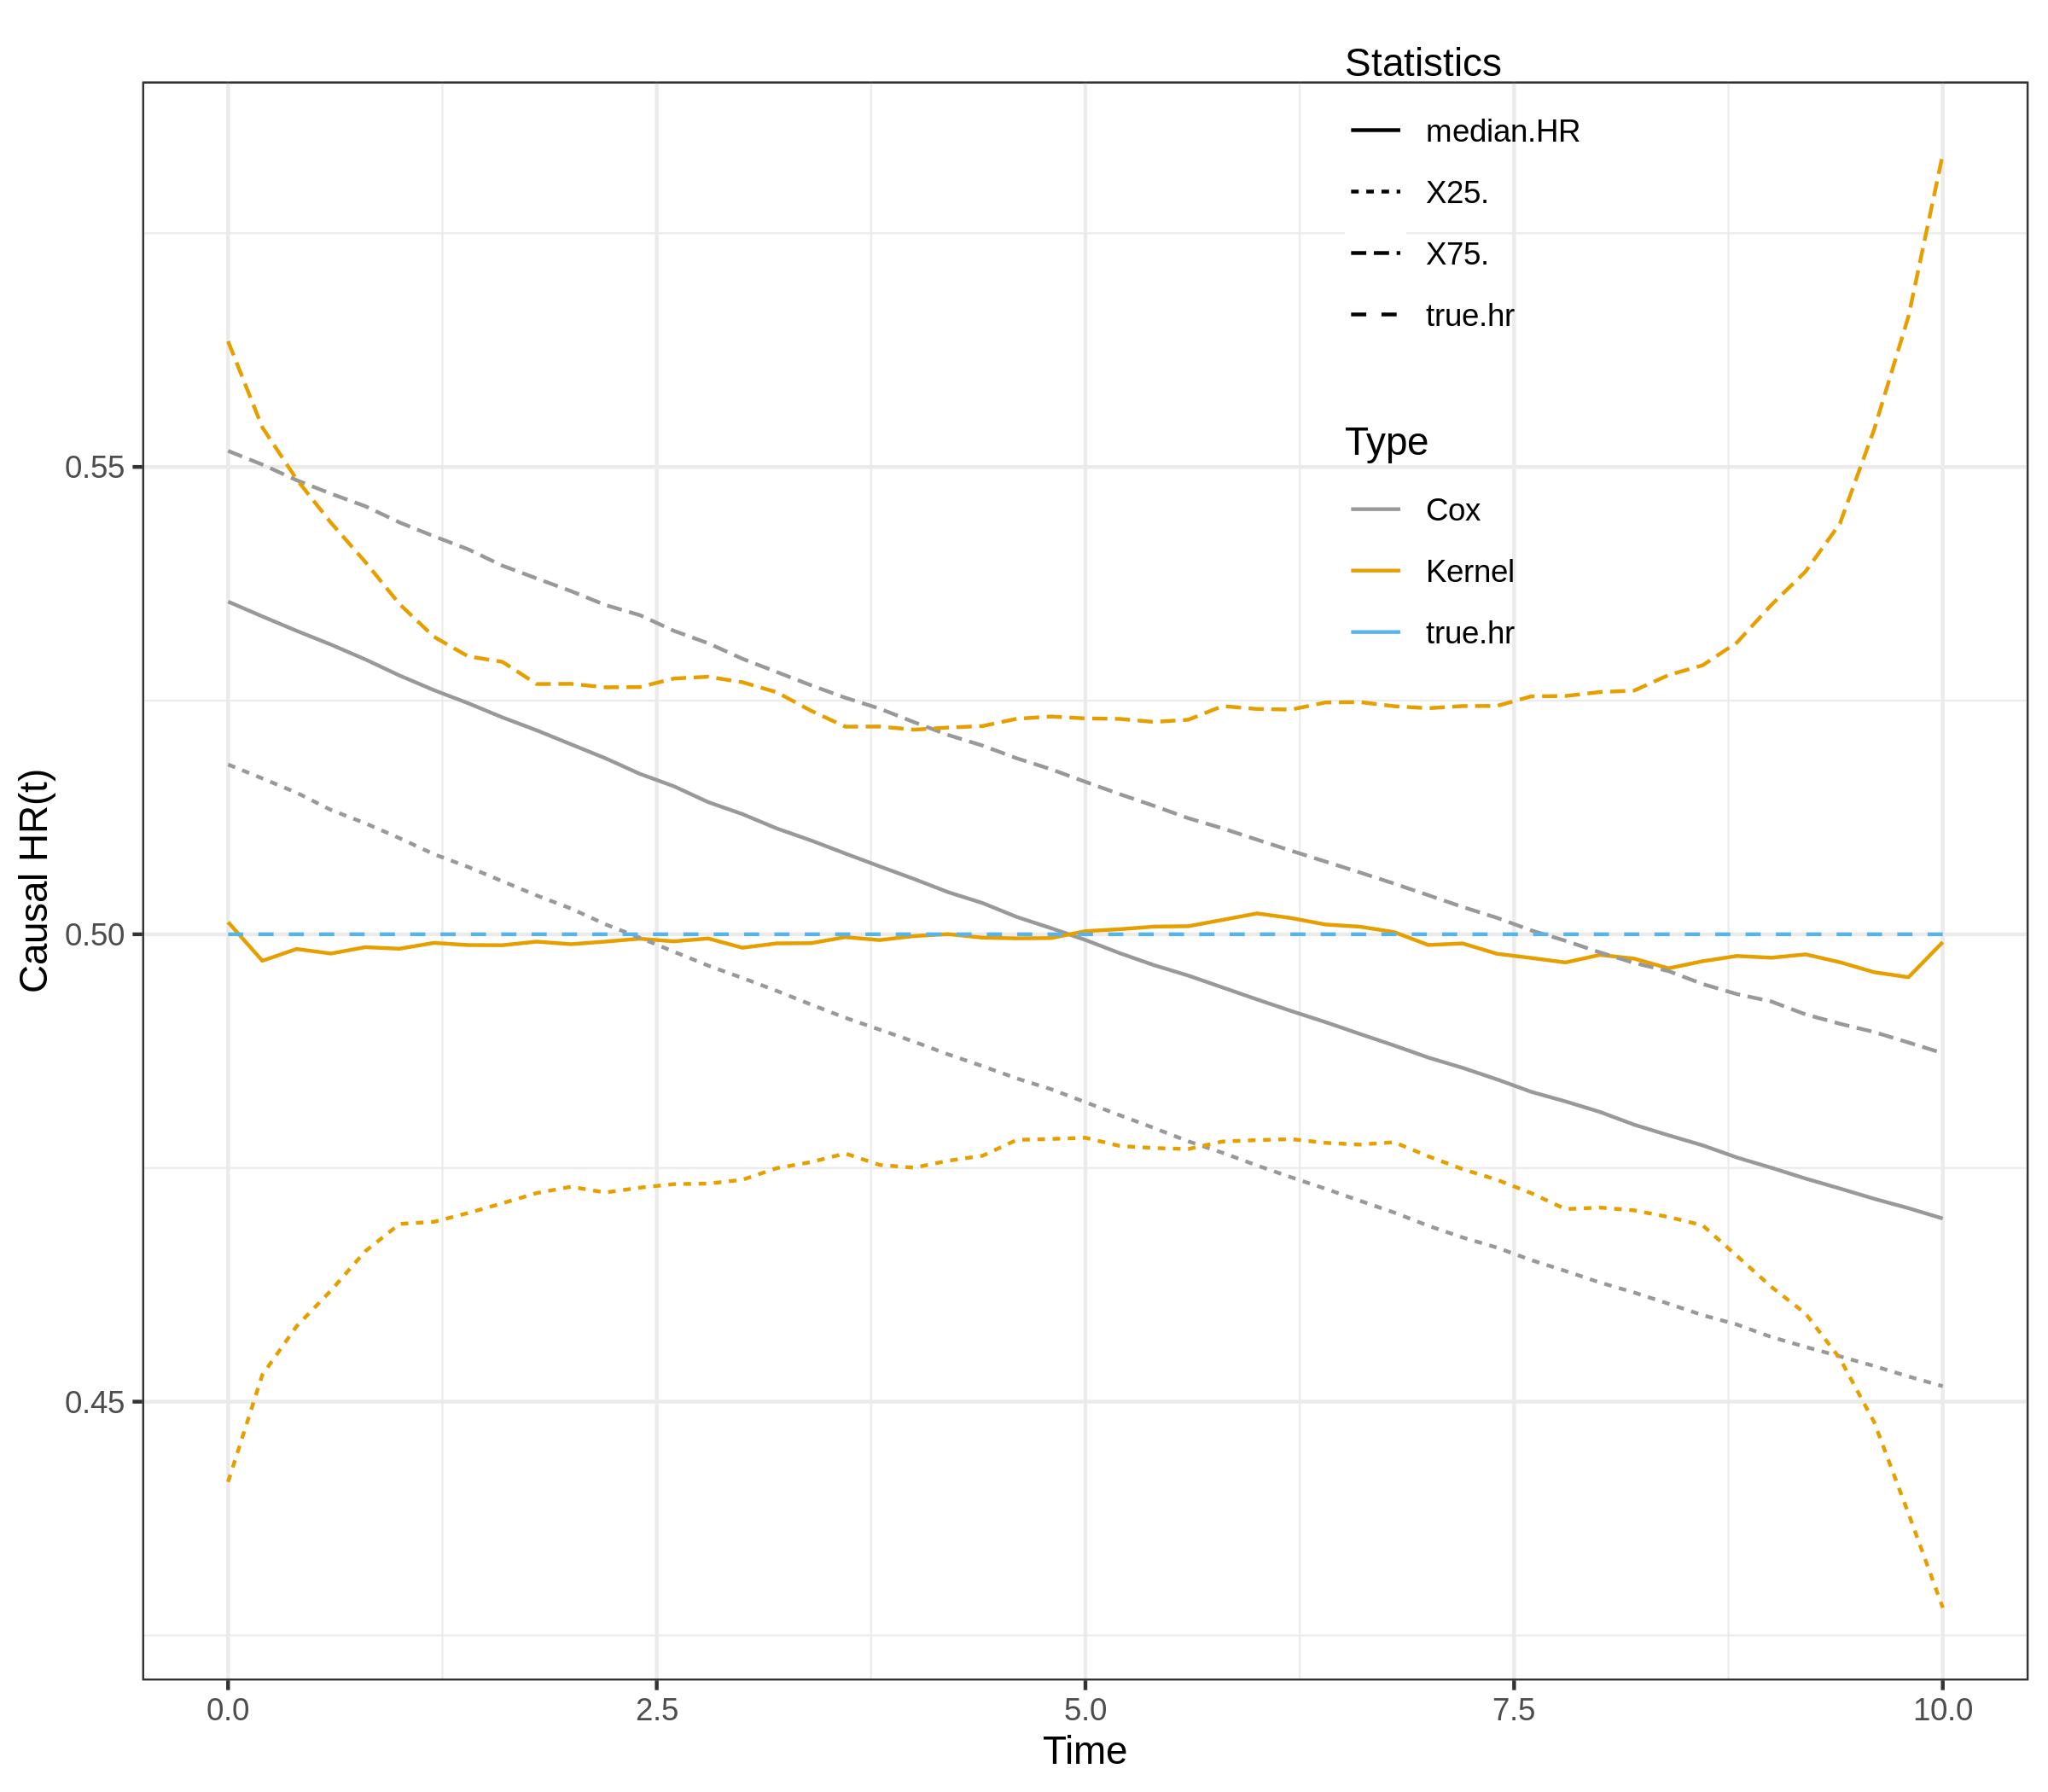 Statistics
median.HR
X25.
X75.
true.hr
Type
Cox
Kernel
true.hr
Causal HR(t)
0.55
0.50
0.45
0.0
2.5
5.0
7.5
10.0
Time